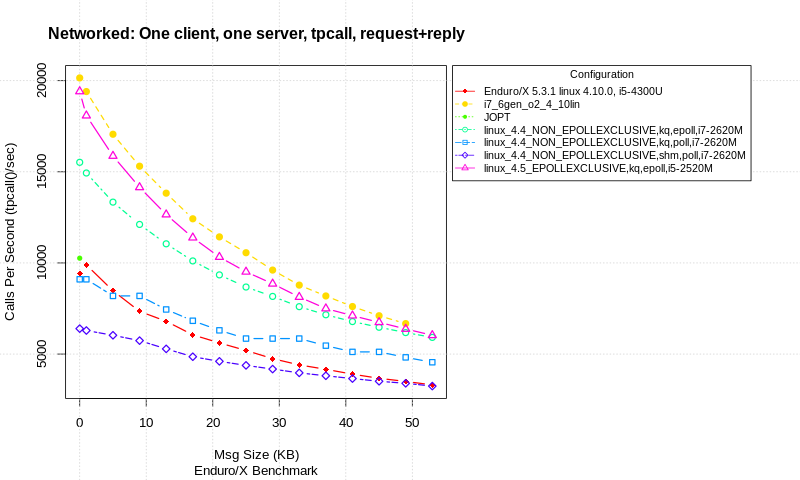 Networked: One client, one server, tpcall, request+reply
Calls Per Second (tpcall()/sec)
20000
15000
10000
5000
0
10
20
30
40
50
Msg Size (KB)
Enduro/X Benchmark
Configuration
Enduro/X 5.3.1 linux 4.10.0, i5-4300U
i7_6gen_o2_4_10lin
JOPT
linux_4.4_NON_EPOLLEXCLUSIVE,kq,epoll,i7-2620M
linux_4.4_NON_EPOLLEXCLUSIVE,kq,poll,i7-2620M
linux_4.4_NON_EPOLLEXCLUSIVE,shm,poll,i7-2620M
linux_4.5_EPOLLEXCLUSIVE,kq,epoll,i5-2520M